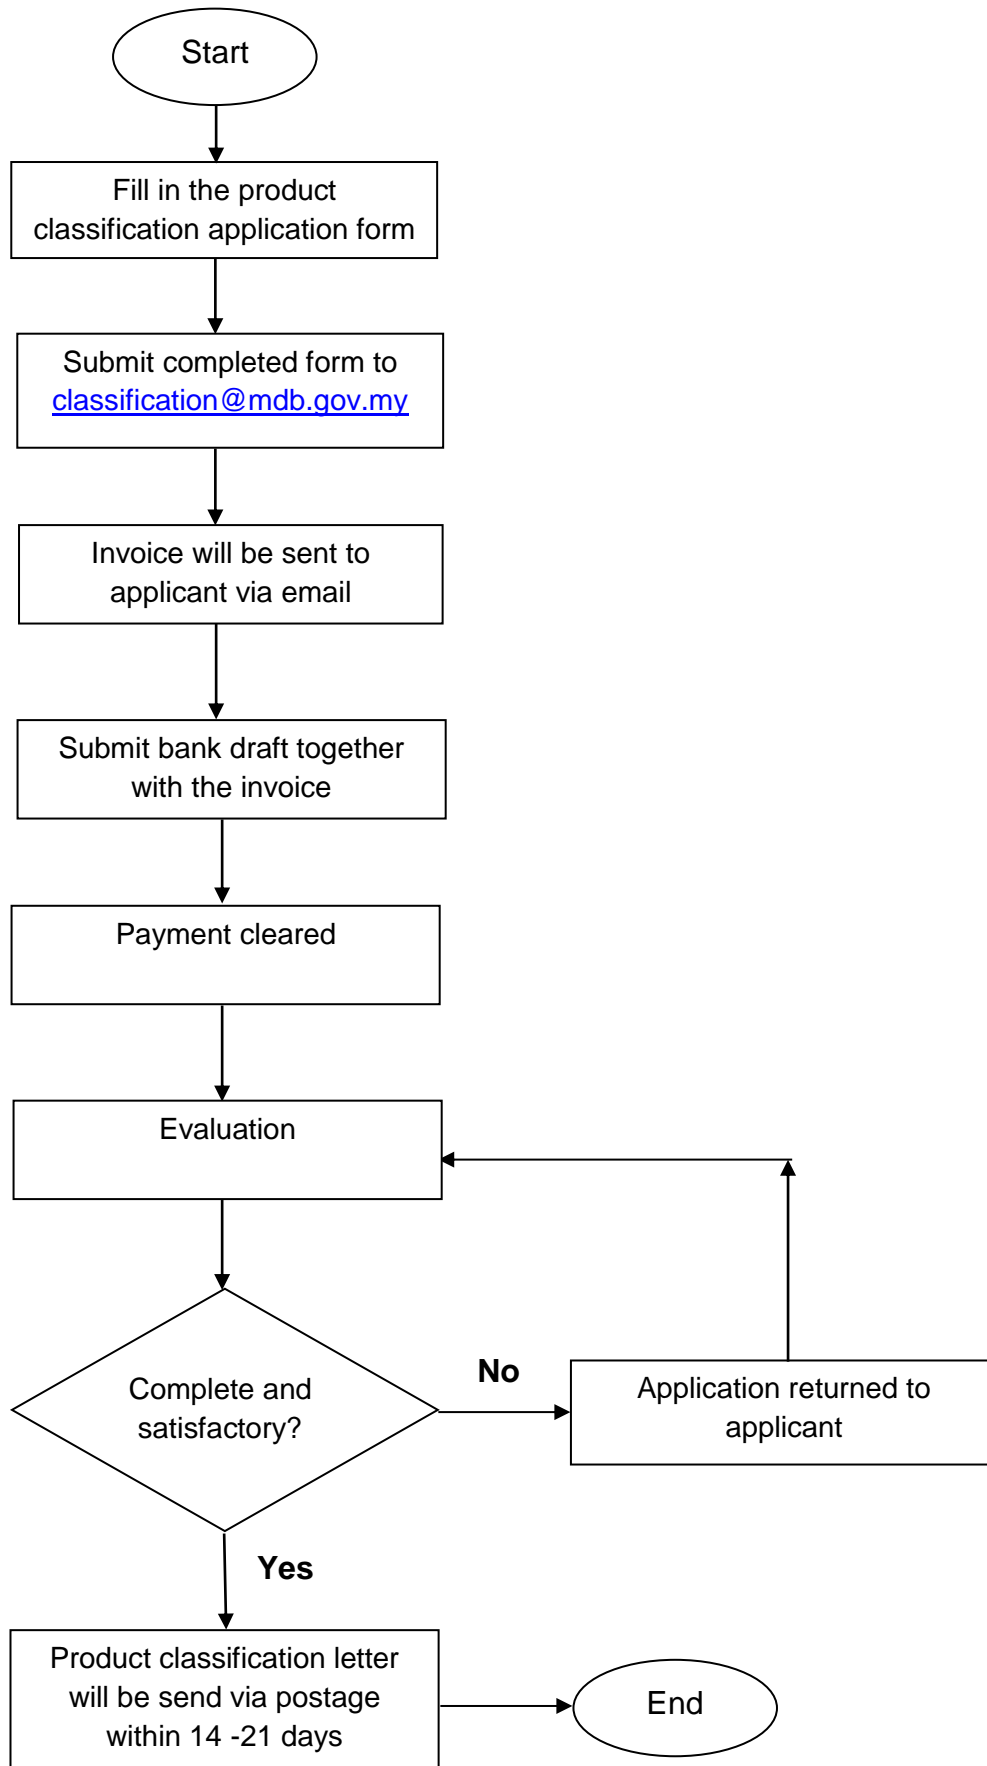 Start
Fill in the product
classification application form
Submit completed form to
classification@mdb.gov.my
Invoice will be sent to
applicant via email
Submit bank draft together
with the invoice
Payment cleared
Evaluation
Complete and
satisfactory?
No
Application returned to
applicant
Yes
Product classification letter
will be send via postage
within 14 -21 days
End